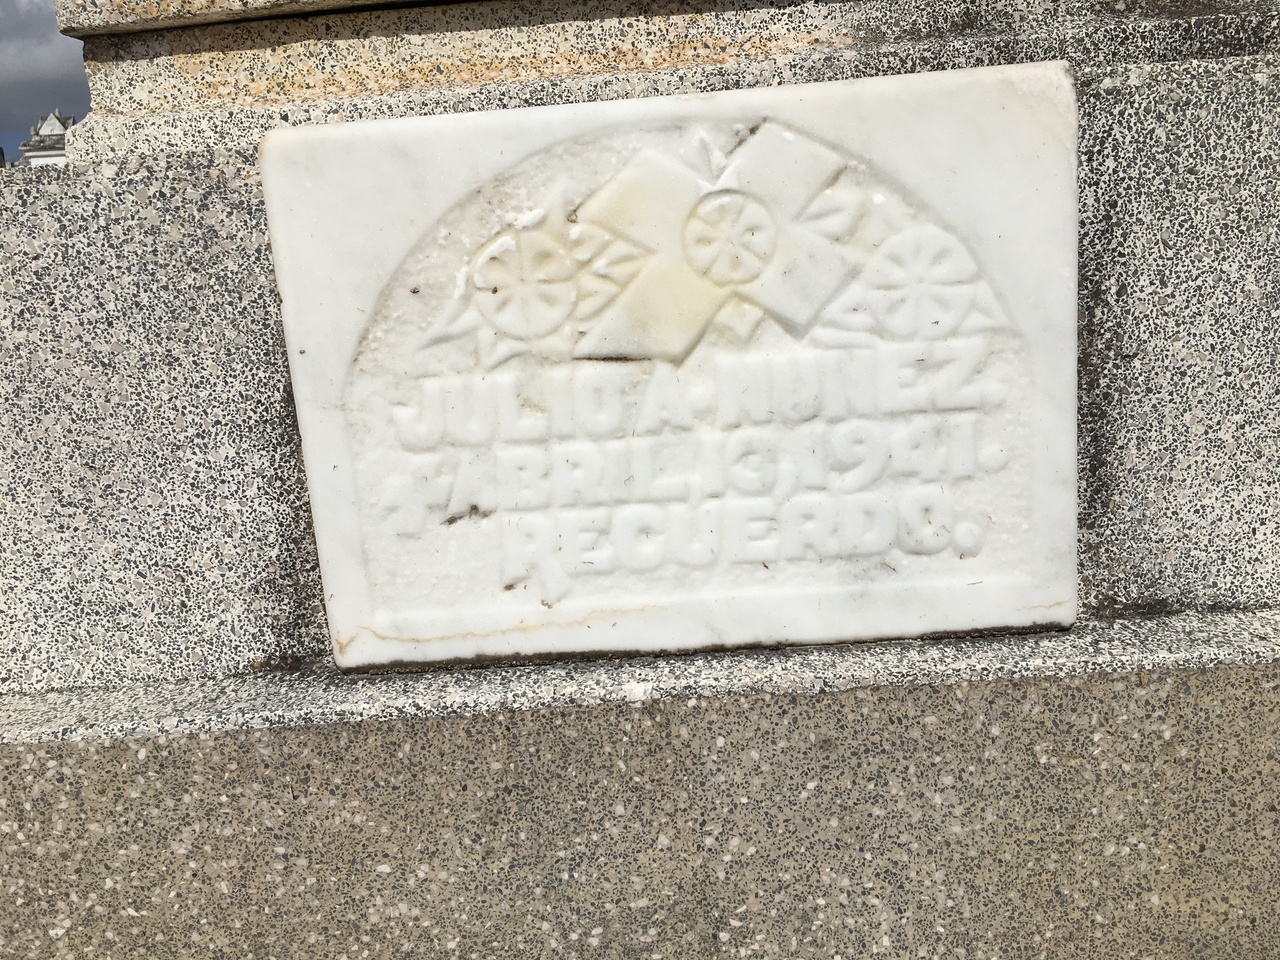 JULIO A. NUÑEZ.
ABRIL, 13, 1941.
RECUERDO.